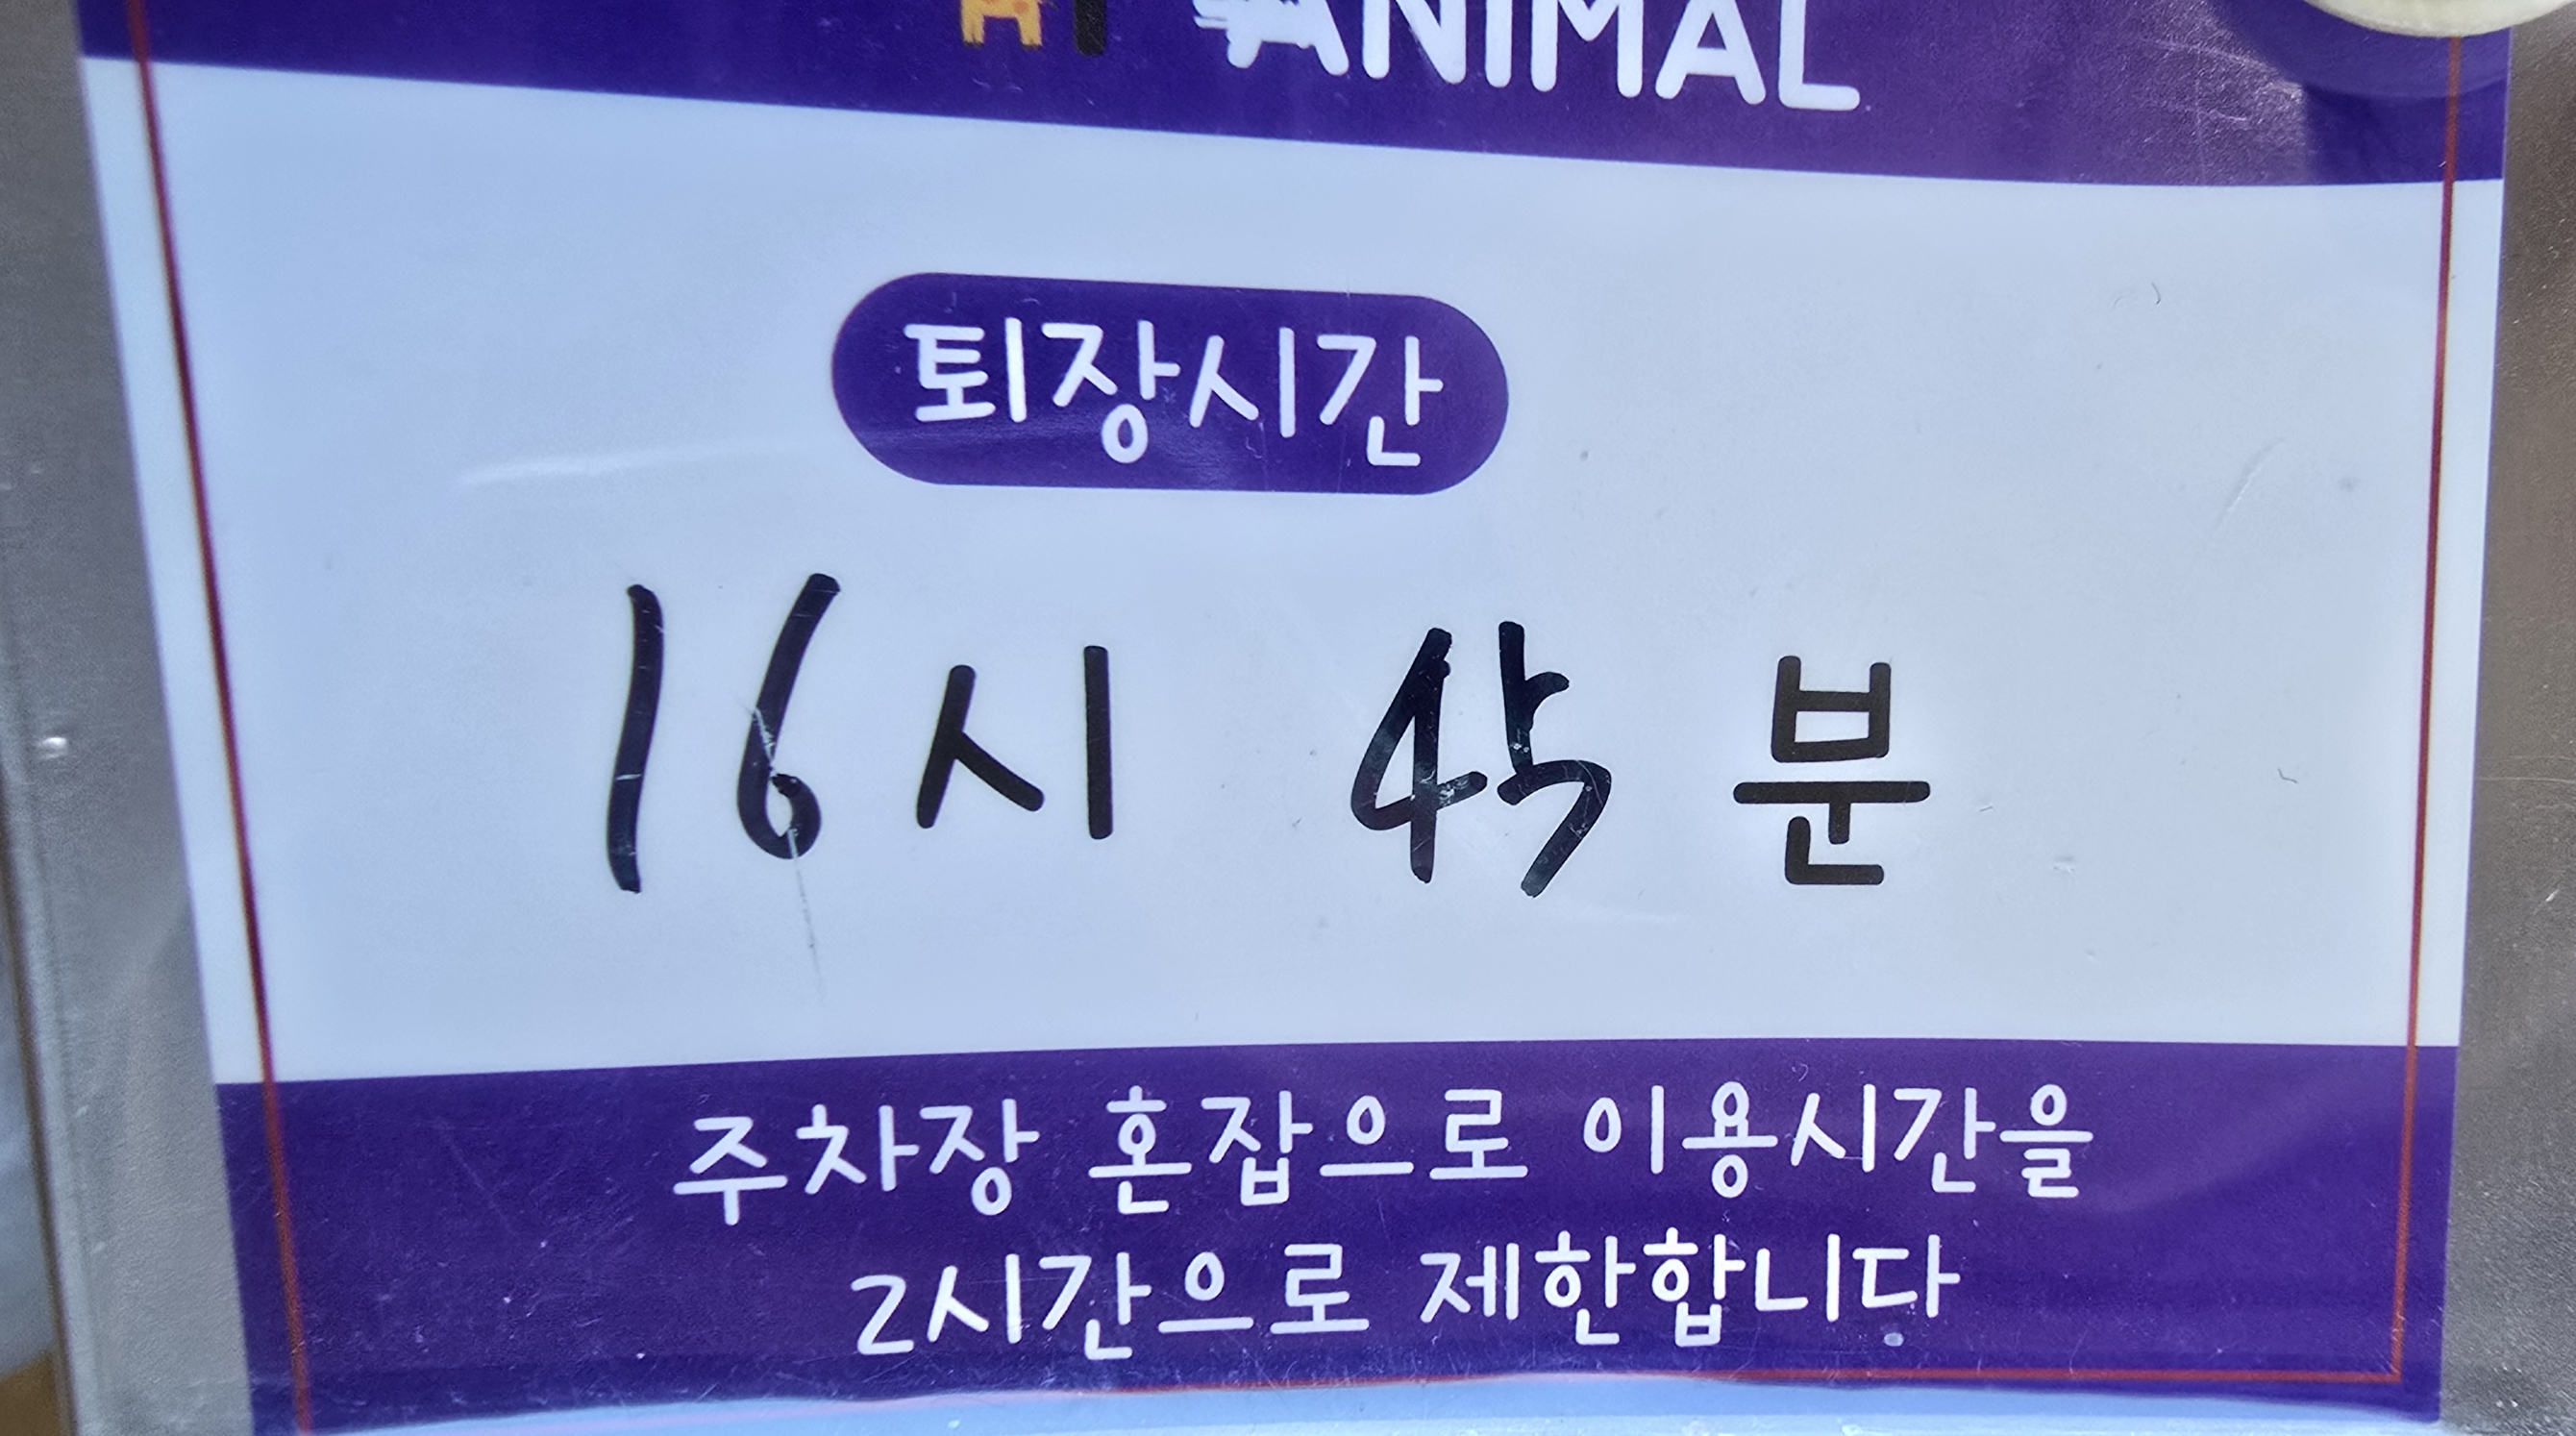 ANIMAL
퇴장시간
16시 45분
주차장 혼잡으로 이용시간을
2시간으로 제한합니다